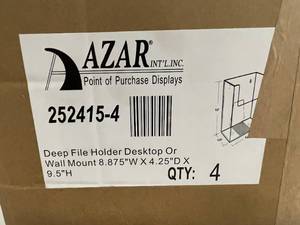 AZAR
INT'L.INC.
Point of Purchase Displays
252415-4
Deep File Holder Desktop Or
Wall Mount 8.875"W X 4.25"D X
9.5"H
QTY: 4